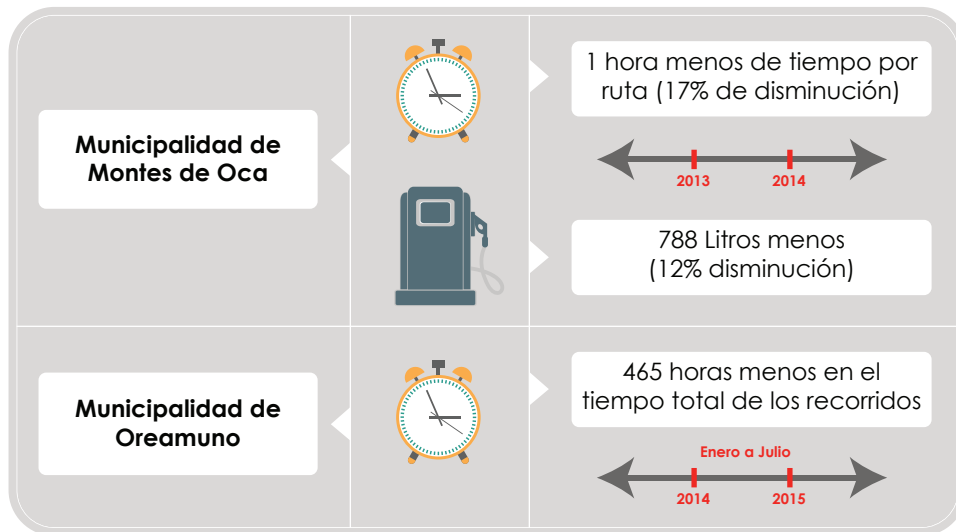 Municipalidad de
Montes de Oca
1 hora menos de tiempo por
ruta (17% de disminución)
2013 2014
788 Litros menos
(12% disminución)
Municipalidad de
Oreamuno
465 horas menos en el
tiempo total de los recorridos
Enero a Julio
2014 2015